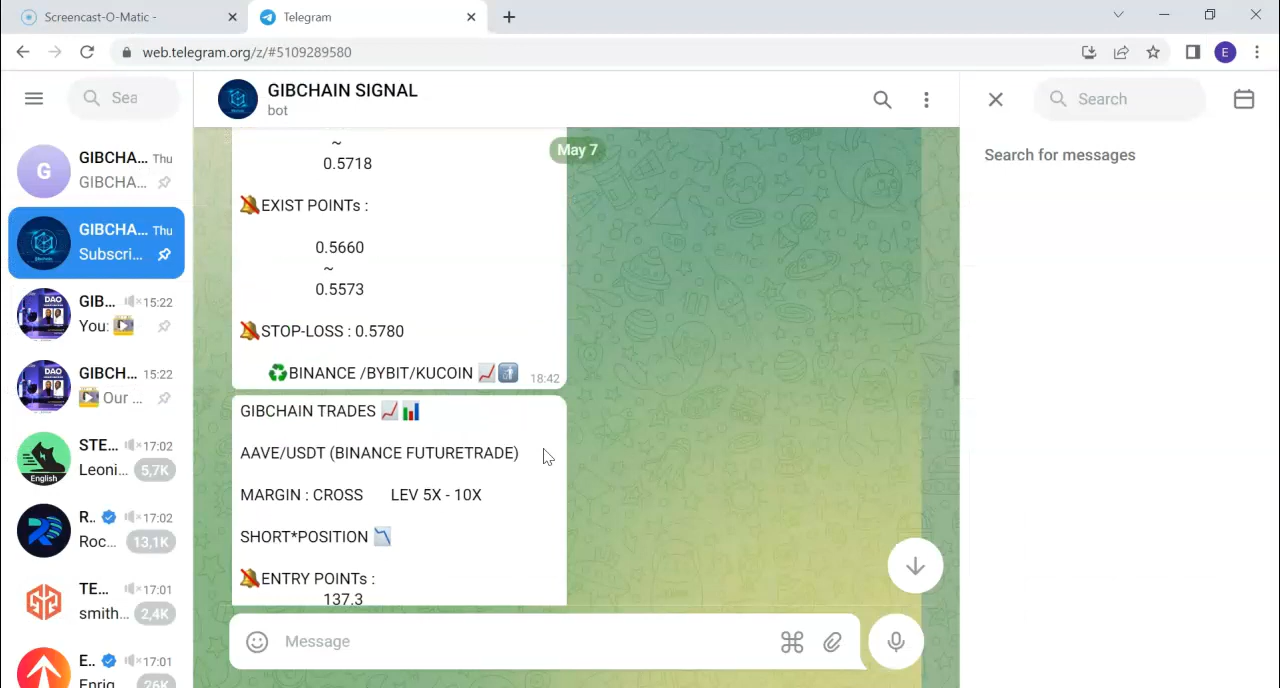 Screencast-O-Matic -
Telegram
web.telegram.org/z/#5109289580
E
Sea
GIBCHAIN SIGNAL
bot
Search
Search for messages
G
GIBCHA... Thu
GIBCHA...
GIBCHA... Thu
Subscri...
DAO
GIB... 15:22
You:
DAO
GIBCH... 15:22
Our ...
English
STE... 17:02
Leoni... 5,7K
R.. 17:02
Roc... 13,1K
TE... 17:01
smith... 2,4K
E.. 17:01
Enriq 26K
May 7
~
0.5718
EXIST POINTs :
0.5660
~
0.5573
STOP-LOSS : 0.5780
BINANCE /BYBIT/KUCOIN
18:42
GIBCHAIN TRADES
AAVE/USDT (BINANCE FUTURETRADE)
MARGIN : CROSS LEV 5X - 10X
SHORT*POSITION
ENTRY POINTs :
137.3
Message